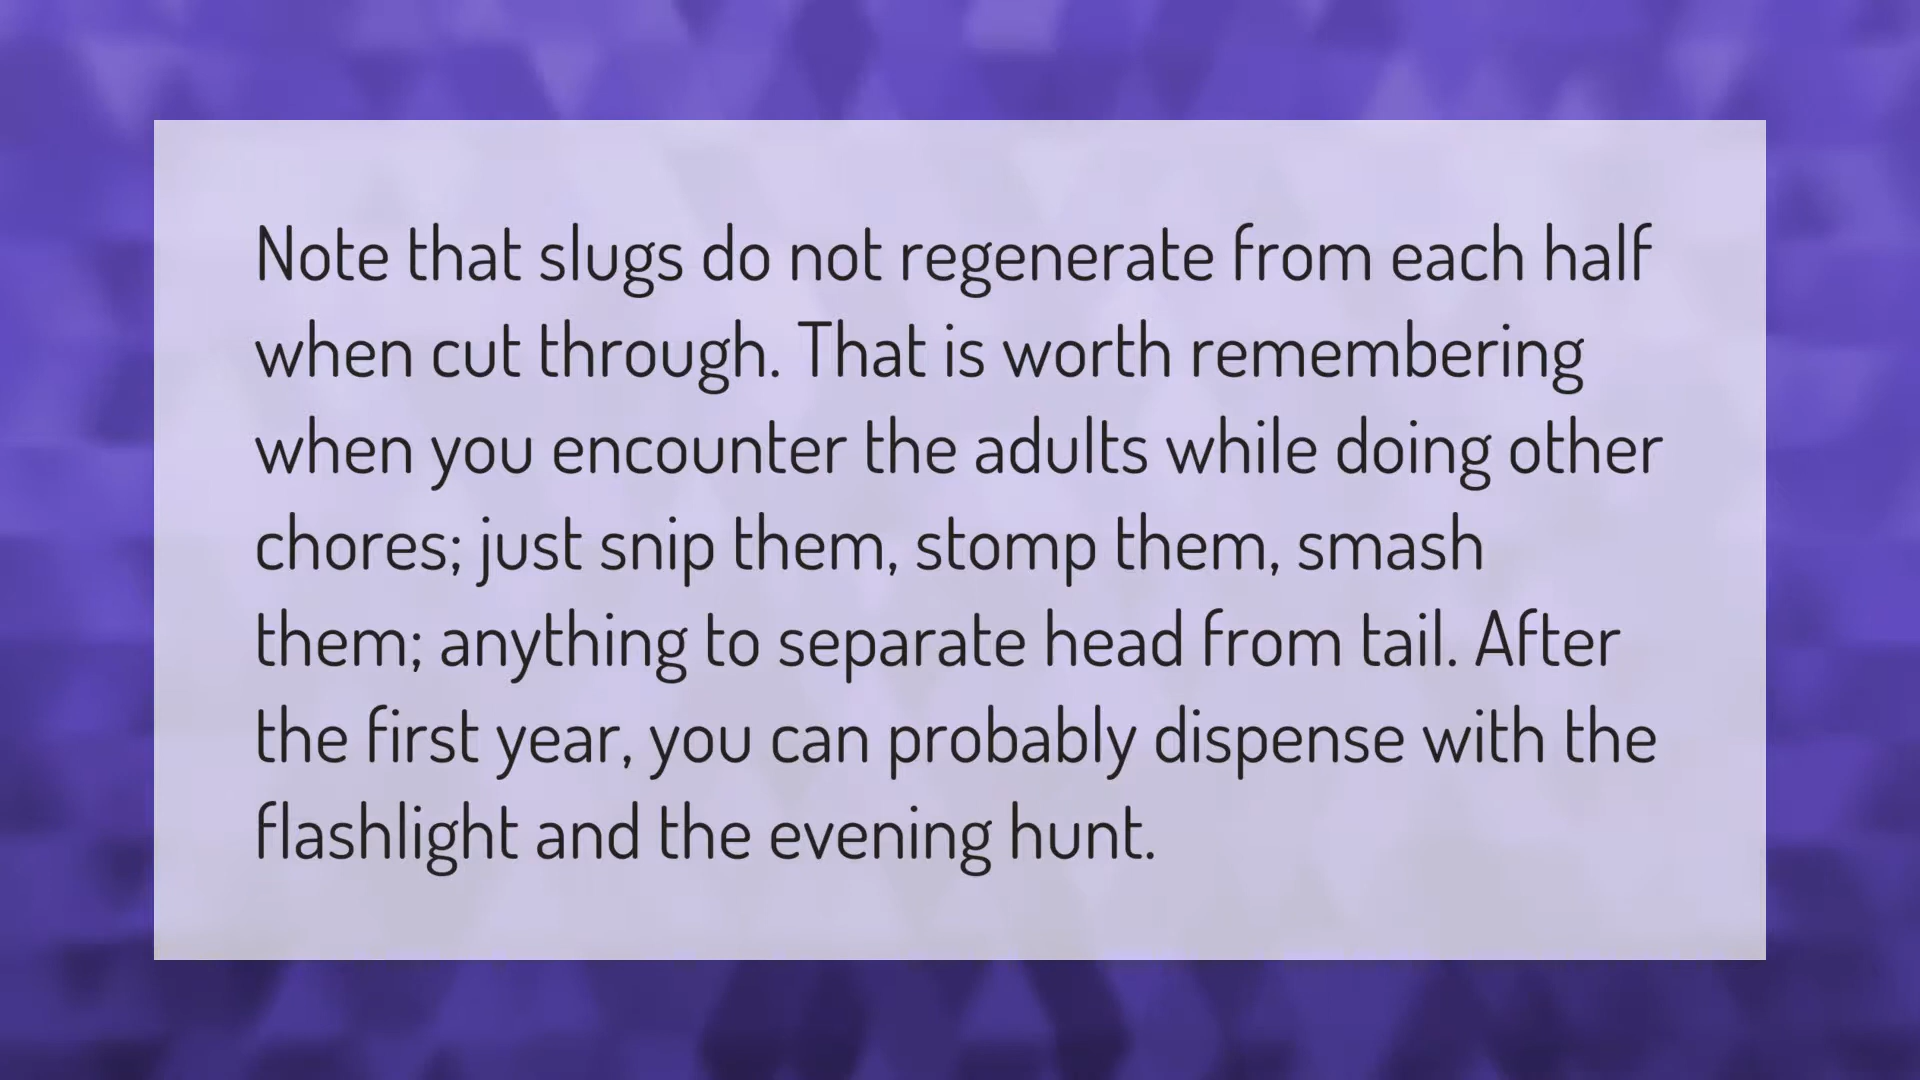 Note that slugs do not regenerate from each half
when cut through. That is worth remembering
when you encounter the adults while doing other
chores; just snip them, stomp them, smash
them; anything to separate head from tail. After
the first year, you can probably dispense with the
flashlight and the evening hunt.